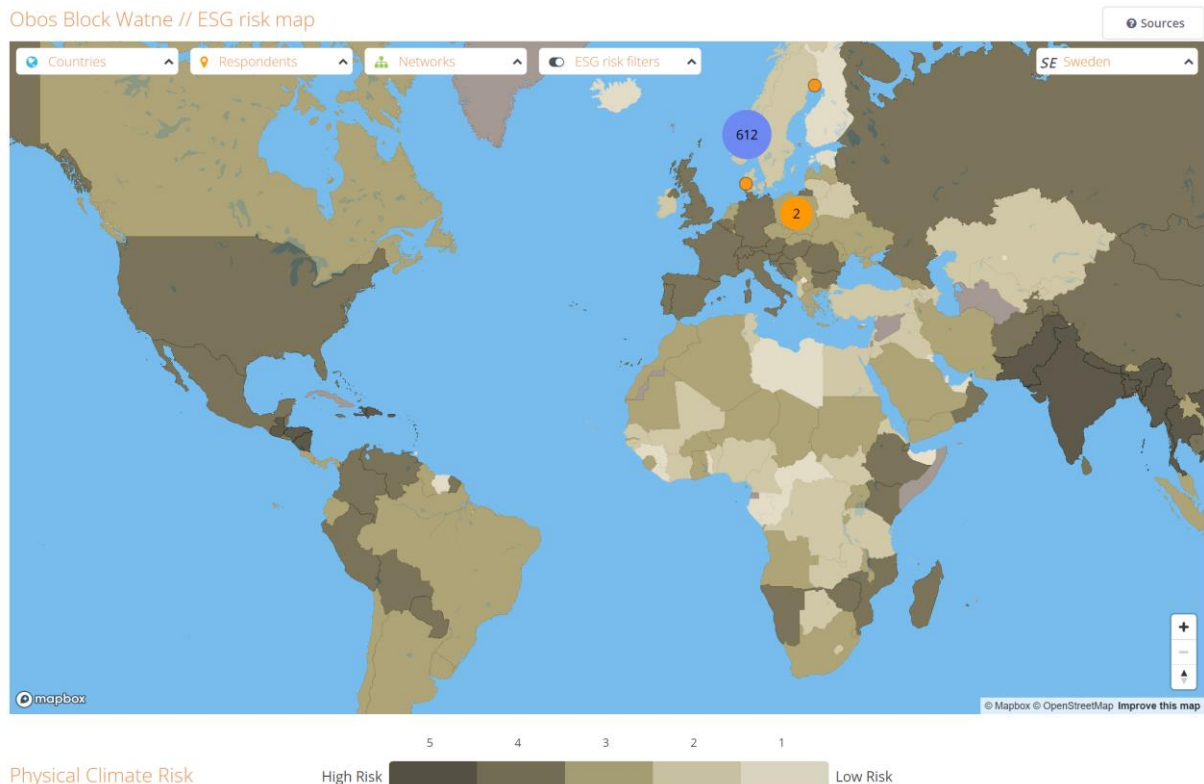 Obos Block Watne // ESG risk map
Sources
Countries
Respondents
Networks
ESG risk filters
SE Sweden
612
2
mapbox
© Mapbox © OpenStreetMap Improve this map
5 4 3 2 1
Physical Climate Risk
High Risk
Low Risk